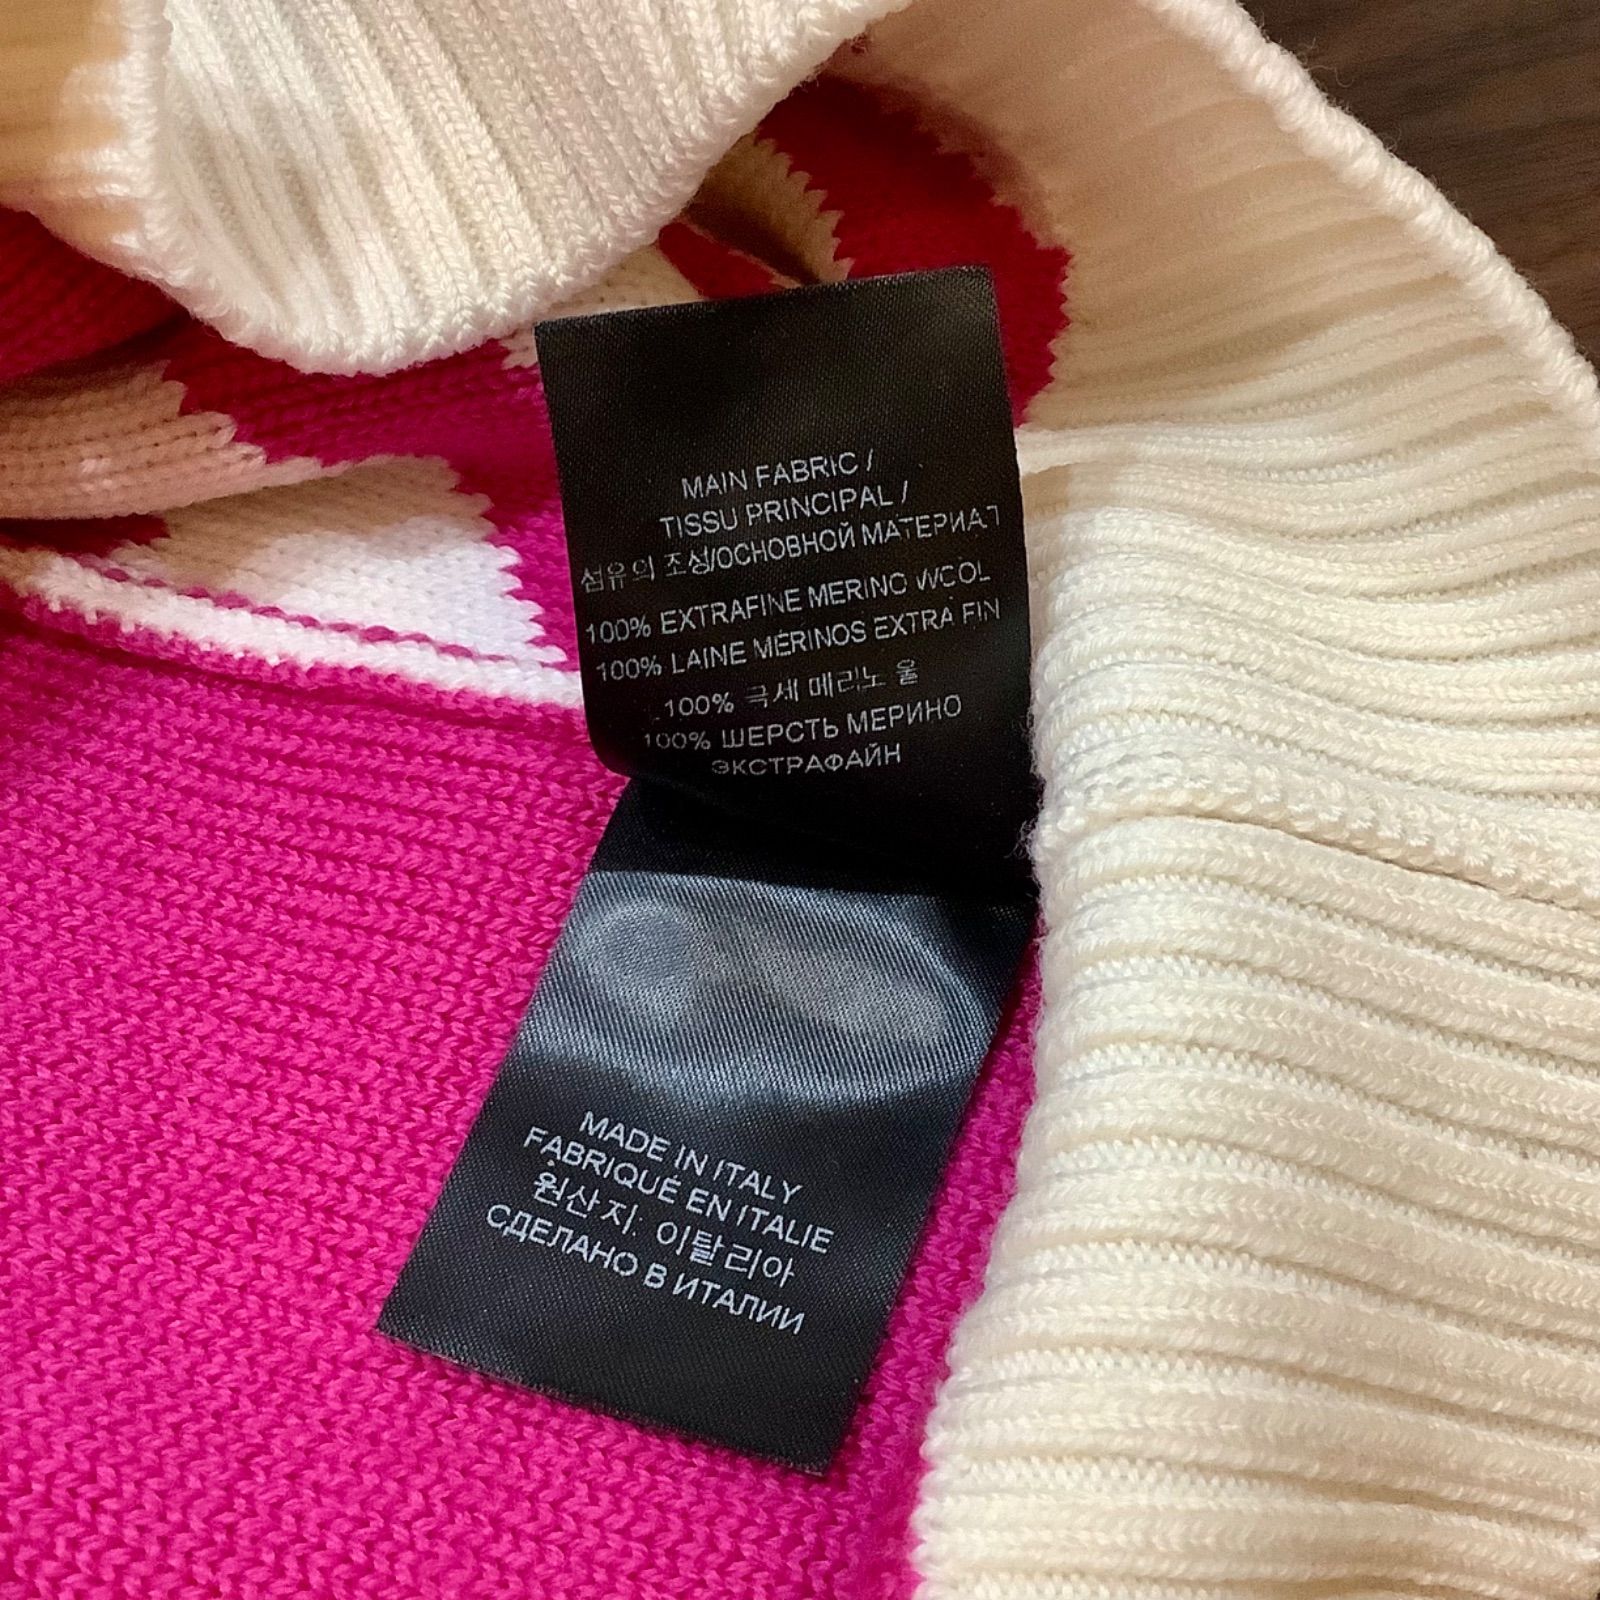 MAIN FABRIC /
TISSU PRINCIPAL /
섬유의 조성/ОСНОВНОЙ МАТЕРИАЛ
100% EXTRAFINE MERINO WOOL
100% LAINE MÉRINOS EXTRA FIN
100% 극세 메리노 울
100% ШЕРСТЬ МЕРИНО
ЭКСТРАФАЙН
MADE IN ITALY
FABRIQUÉ EN ITALIE
원산지: 이탈리아
СДЕЛАНО В ИТАЛИИ